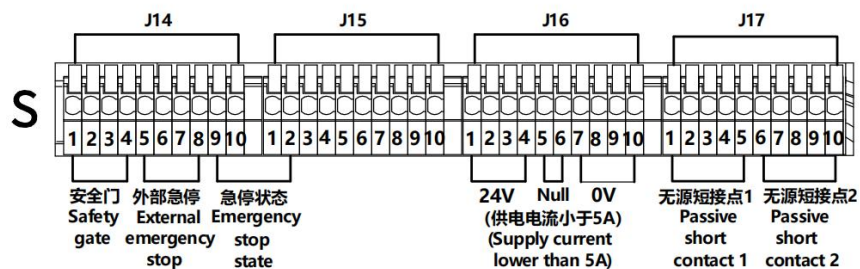 J14 J15 J16 J17
S
1 2 3 4 5 6 7 8 9 10 1 2 3 4 5 6 7 8 9 10 1 2 3 4 5 6 7 8 9 10 1 2 3 4 5 6 7 8 9 10
安全门
Safety
gate
外部急停
External
emergency
stop
急停状态
Emergency
stop
state
24V Null 0V
(供电电流小于5A)
(Supply current
lower than 5A)
无源短接点1
Passive
short
contact 1
无源短接点2
Passive
short
contact 2